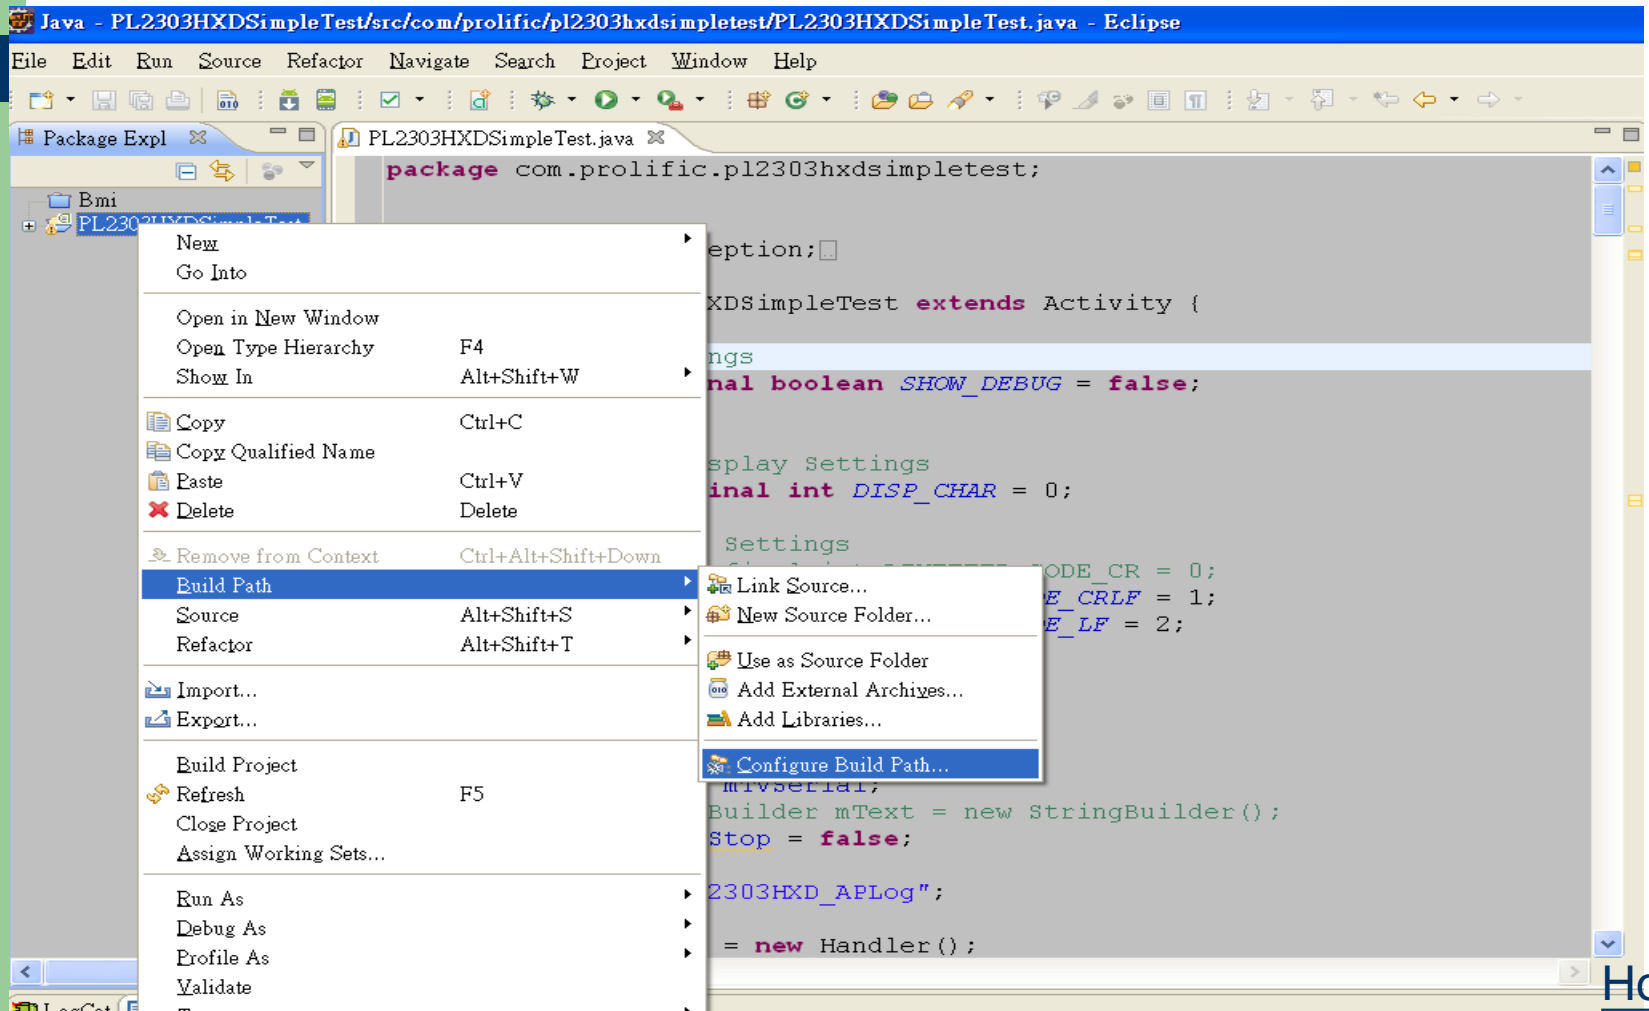 Java - PL2303HXDSimpleTest/src/com/prolific/pl2303hxdsimpletest/PL2303HXDSimpleTest.java - Eclipse
File Edit Run Source Refactor Navigate Search Project Window Help
Package Expl
PL2303HXDSimpleTest.java
Bmi
PL2303HXDSimpleTest
package com.prolific.pl2303hxdsimpletest;
eption;
XDSimpleTest extends Activity {
ngs
nal boolean SHOW_DEBUG = false;
splay Settings
inal int DISP_CHAR = 0;
Settings
ODE_CR = 0;
E_CRLF = 1;
E_LF = 2;
mTvSerial;
Builder mText = new StringBuilder();
Stop = false;
2303HXD_APLog";
= new Handler();
New
Go Into
Open in New Window
Open Type Hierarchy F4
Show In Alt+Shift+W
Copy Ctrl+C
Copy Qualified Name
Paste Ctrl+V
Delete Delete
Remove from Context Ctrl+Alt+Shift+Down
Build Path
Source Alt+Shift+S
Refactor Alt+Shift+T
Import...
Export...
Build Project
Refresh F5
Close Project
Assign Working Sets...
Run As
Debug As
Profile As
Validate
Link Source...
New Source Folder...
Use as Source Folder
Add External Archives...
Add Libraries...
Configure Build Path...
LogCat
Ho